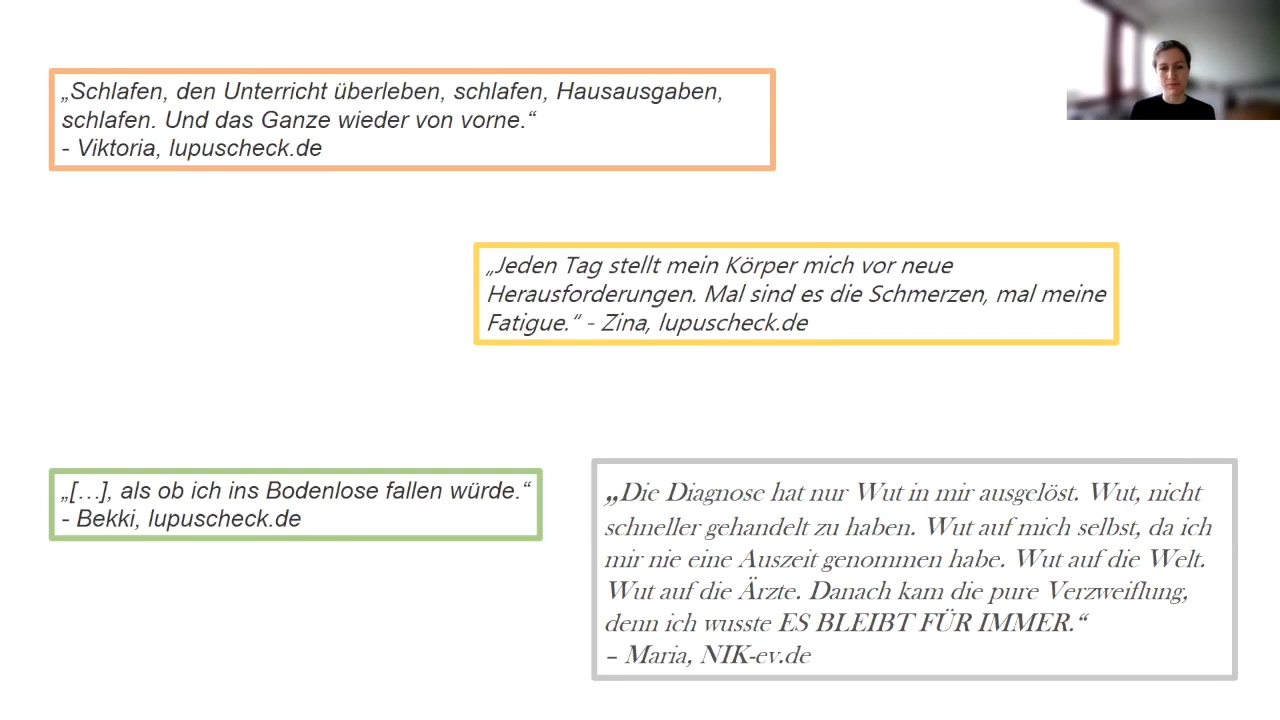 „Schlafen, den Unterricht überleben, schlafen, Hausausgaben,
schlafen. Und das Ganze wieder von vorne.“
- Viktoria, lupuscheck.de
„Jeden Tag stellt mein Körper mich vor neue
Herausforderungen. Mal sind es die Schmerzen, mal meine
Fatigue.“ - Zina, lupuscheck.de
„[…], als ob ich ins Bodenlose fallen würde.“
- Bekki, lupuscheck.de
„Die Diagnose hat nur Wut in mir ausgelöst. Wut, nicht
schneller gehandelt zu haben. Wut auf mich selbst, da ich
mir nie eine Auszeit genommen habe. Wut auf die Welt.
Wut auf die Ärzte. Danach kam die pure Verzweiflung,
denn ich wusste ES BLEIBT FÜR IMMER.“
– Maria, NIK-ev.de